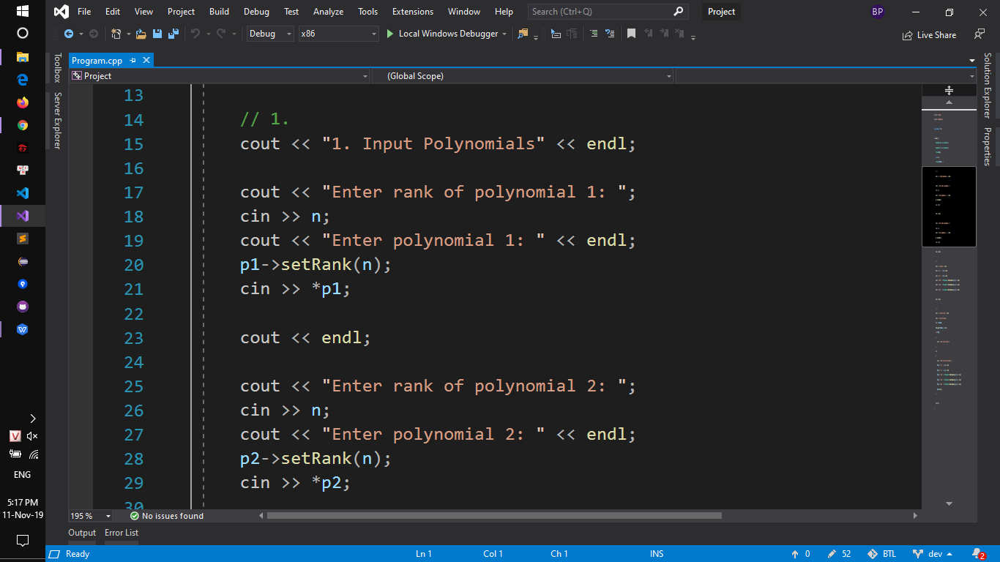 File Edit View Project Build Debug Test Analyze Tools Extensions Window Help Search (Ctrl+Q) Project BP
Debug x86 Local Windows Debugger Live Share
Toolbox
Server Explorer
Program.cpp
Project (Global Scope)
13
14 // 1.
15 cout << "1. Input Polynomials" << endl;
16
17 cout << "Enter rank of polynomial 1: ";
18 cin >> n;
19 cout << "Enter polynomial 1: " << endl;
20 p1->setRank(n);
21 cin >> *p1;
22
23 cout << endl;
24
25 cout << "Enter rank of polynomial 2: ";
26 cin >> n;
27 cout << "Enter polynomial 2: " << endl;
28 p2->setRank(n);
29 cin >> *p2;
30
Solution Explorer
Properties
195 % No issues found
Output Error List
Ready Ln 1 Col 1 Ch 1 INS 0 52 BTL dev 2
V
ENG
5:17 PM
11-Nov-19